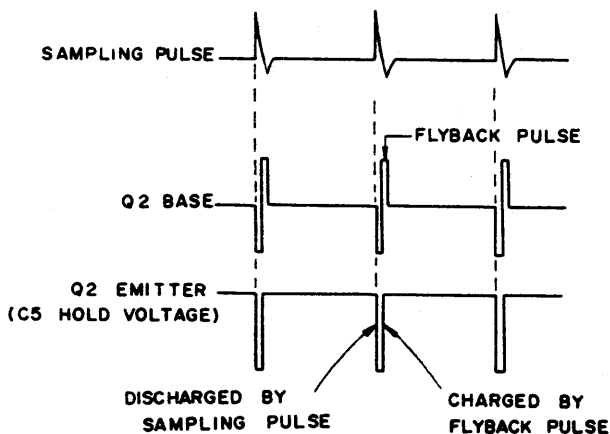 SAMPLING PULSE
FLYBACK PULSE
Q2 BASE
Q2 EMITTER
(C5 HOLD VOLTAGE)
DISCHARGED BY
SAMPLING PULSE
CHARGED BY
FLYBACK PULSE